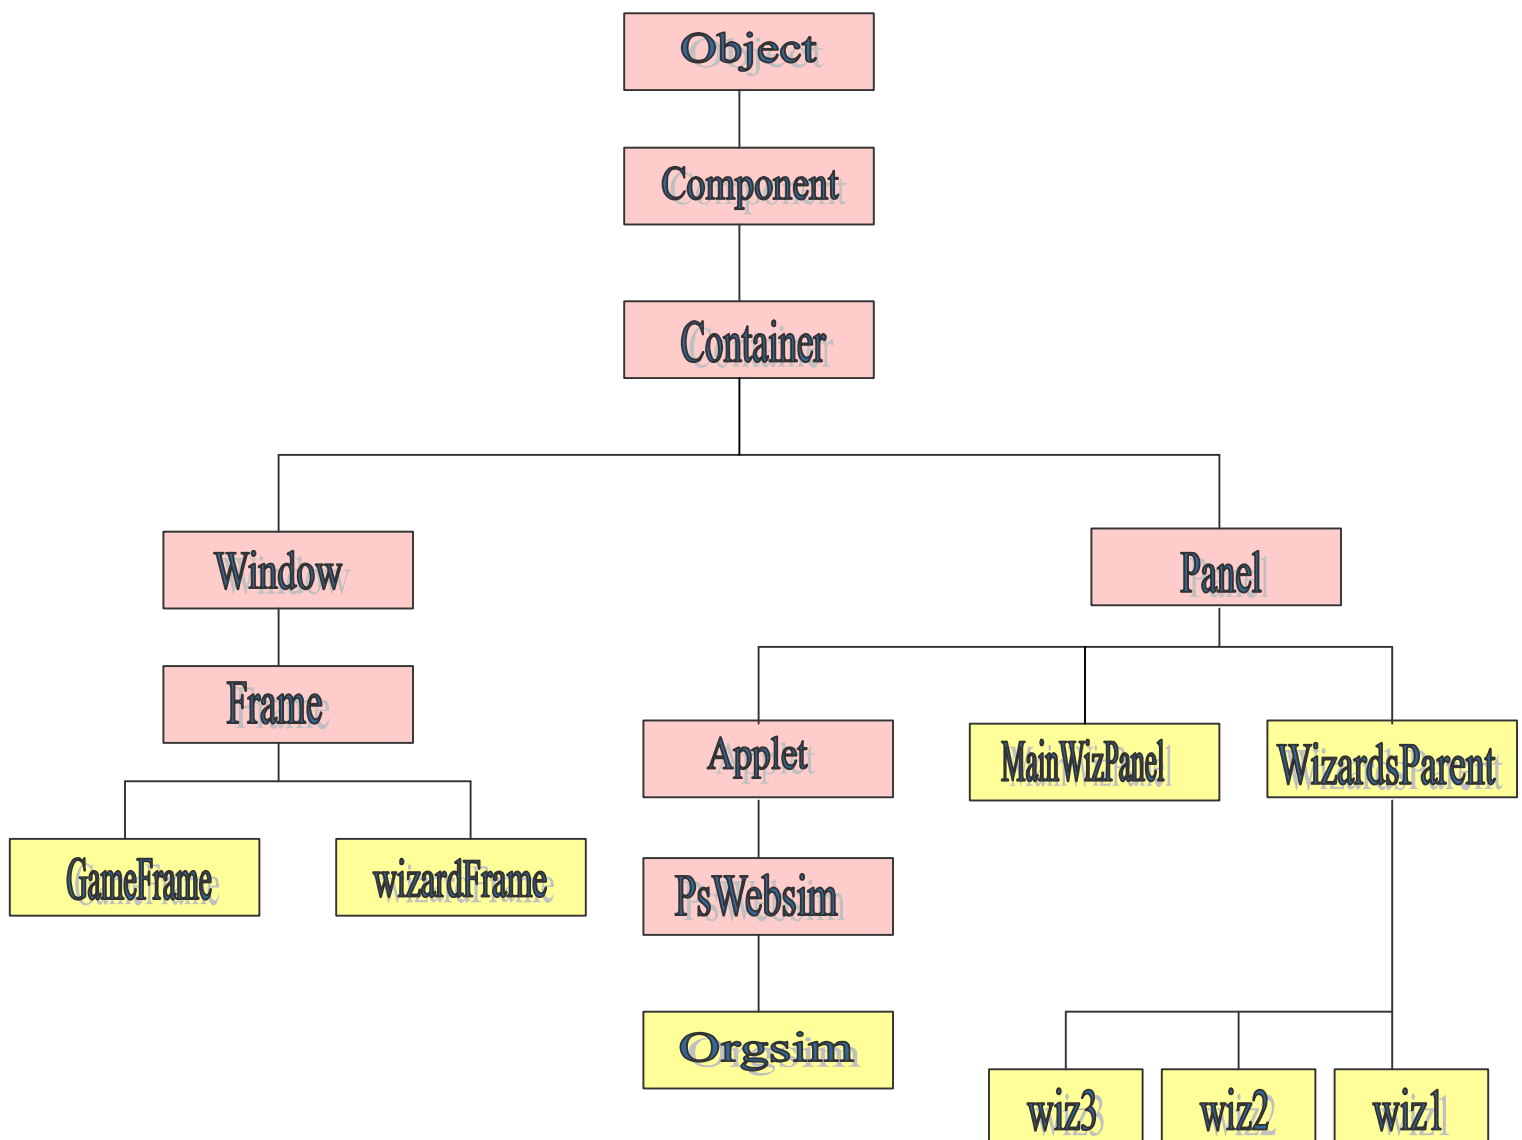 Object
Component
Container
Window
Panel
Frame
Applet
MainWizPanel
WizardsParent
GameFrame
wizardFrame
PsWebsim
Orgsim
wiz3
wiz2
wiz1